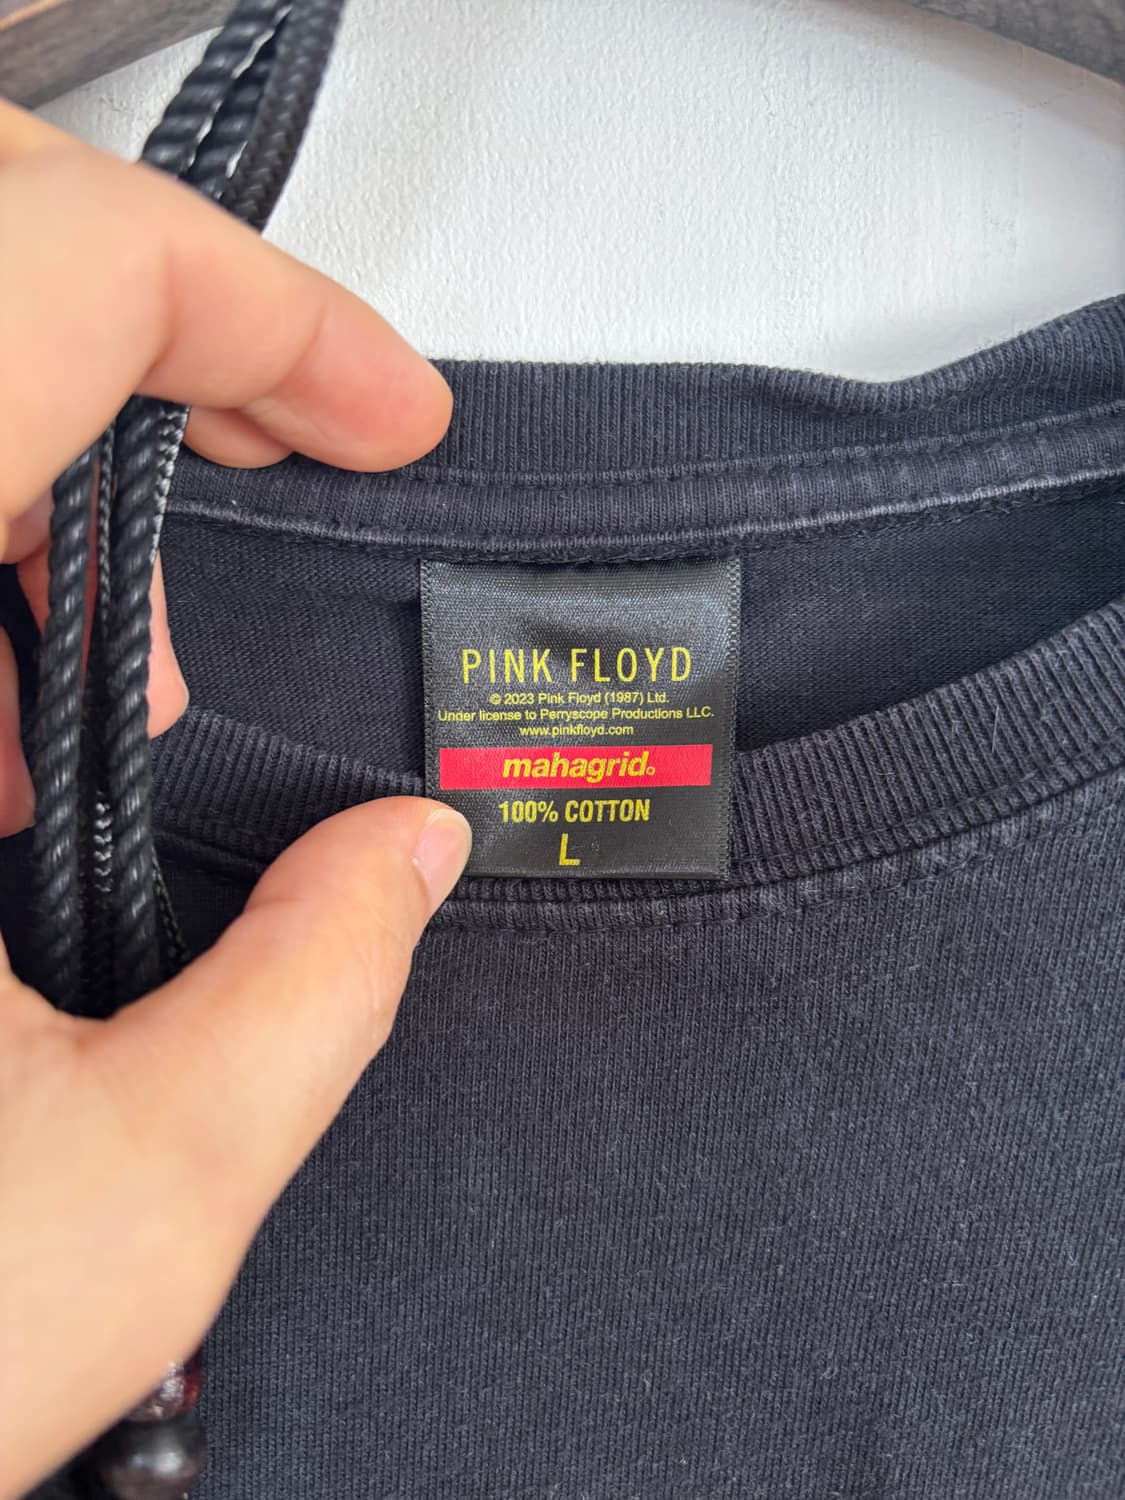 PINK FLOYD
© 2023 Pink Floyd (1987) Ltd.
Under license to Perryscope Productions LLC.
www.pinkfloyd.com
mahagrid
100% COTTON
L